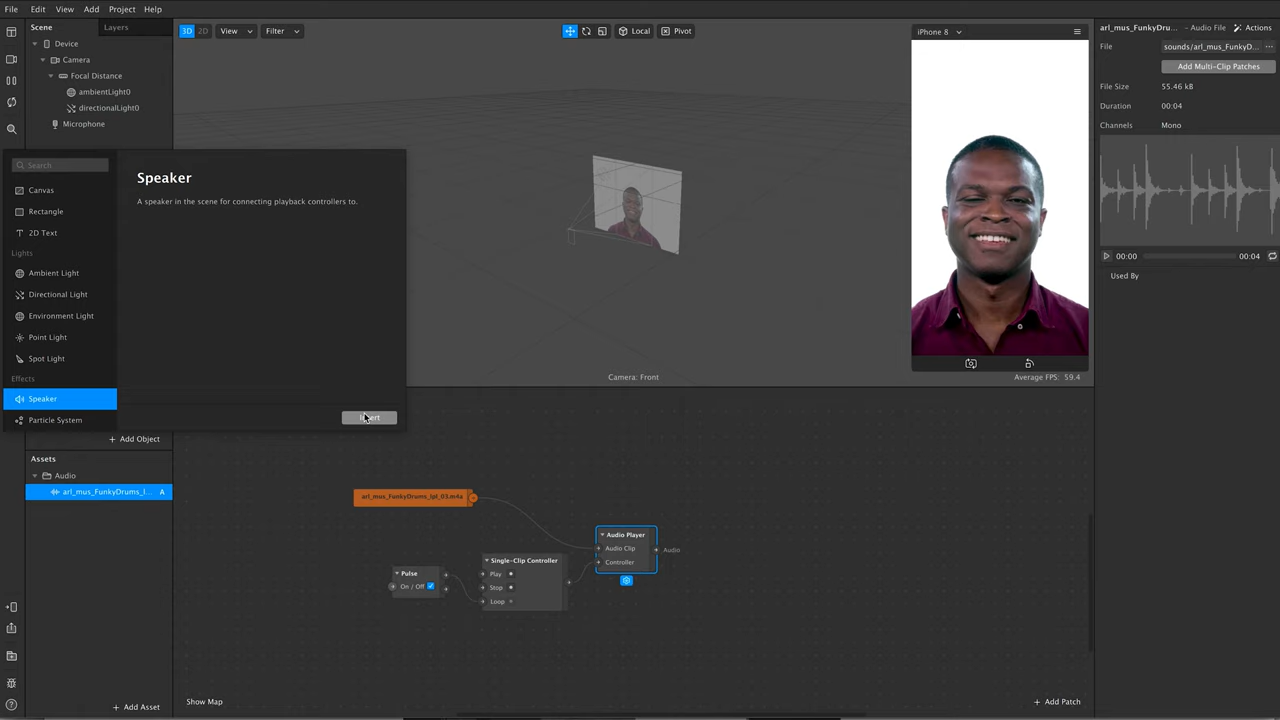 File Edit View Add Project Help
Scene Layers
Device
Camera
Focal Distance
ambientLight0
directionalLight0
Microphone
Search
Canvas
Rectangle
2D Text
Lights
Ambient Light
Directional Light
Environment Light
Point Light
Spot Light
Effects
Speaker
Particle System
Speaker
A speaker in the scene for connecting playback controllers to.
Add Object
Assets
Audio
arl_mus_FunkyDrums_l... A
Add Asset
3D 2D View Filter Local Pivot
Camera: Front
iPhone 8
Average FPS: 59.4
arl_mus_FunkyDrums_lpl_03.m4a
Pulse
On / Off
Single-Clip Controller
Play
Stop
Loop
Audio Player
Audio Clip
Controller
Audio
Show Map
Add Patch
arl_mus_FunkyDru... – Audio File Actions
File sounds/arl_mus_FunkyD... ...
Add Multi-Clip Patches
File Size 55.46 kB
Duration 00:04
Channels Mono
00:00 00:04
Used By